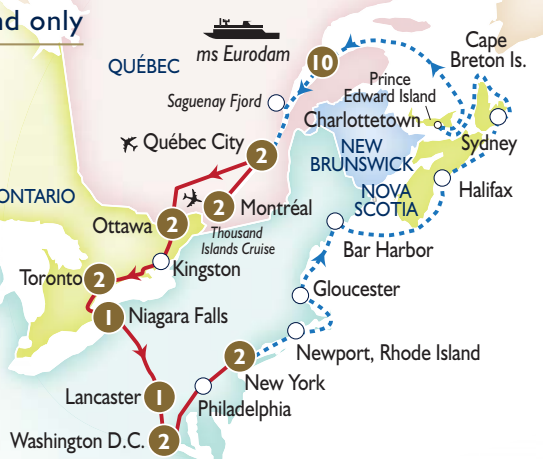 nd only
ms Eurodam
QUÉBEC
10
Cape
Breton Is.
Prince
Edward Island
Saguenay Fjord
Charlottetown
Québec City
2
Sydney
NEW
BRUNSWICK
ONTARIO
NOVA
SCOTIA
Halifax
2
Montréal
Ottawa
2
Thousand
Islands Cruise
Bar Harbor
Kingston
Toronto
2
Gloucester
1
Niagara Falls
Newport, Rhode Island
2
New York
Lancaster
1
Philadelphia
Washington D.C.
2